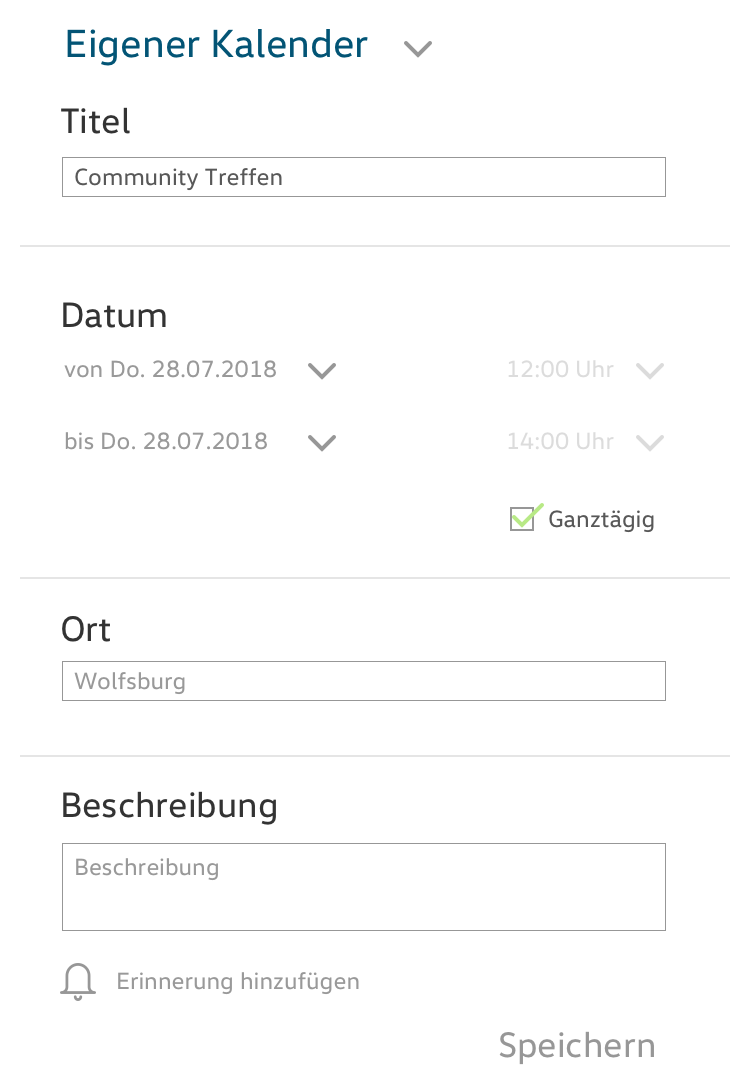 Eigener Kalender
Titel
Community Treffen
Datum
von Do. 28.07.2018 12:00 Uhr
bis Do. 28.07.2018 14:00 Uhr
Ganztägig
Ort
Wolfsburg
Beschreibung
Beschreibung
Erinnerung hinzufügen
Speichern